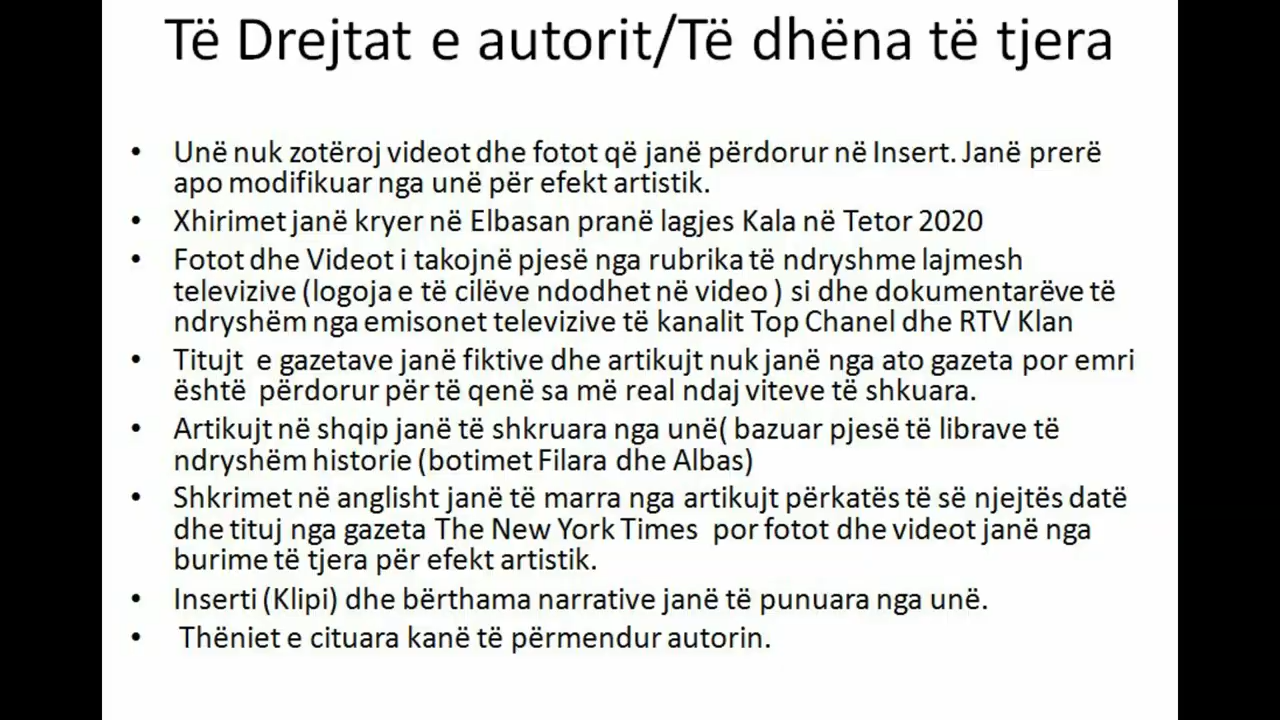 Të Drejtat e autorit/Të dhëna të tjera
• Unë nuk zotëroj videot dhe fotot që janë përdorur në Insert. Janë prerë
apo modifikuar nga unë për efekt artistik.
• Xhirimet janë kryer në Elbasan pranë lagjes Kala në Tetor 2020
• Fotot dhe Videot i takojnë pjesë nga rubrika të ndryshme lajmesh
televizive (logoja e të cilëve ndodhet në video ) si dhe dokumentarëve të
ndryshëm nga emisonet televizive të kanalit Top Chanel dhe RTV Klan
• Titujt  e gazetave janë fiktive dhe artikujt nuk janë nga ato gazeta por emri
është  përdorur për të qenë sa më real ndaj viteve të shkuara.
• Artikujt në shqip janë të shkruara nga unë( bazuar pjesë të librave të
ndryshëm historie (botimet Filara dhe Albas)
• Shkrimet në anglisht janë të marra nga artikujt përkatës të së njejtës datë
dhe tituj nga gazeta The New York Times  por fotot dhe videot janë nga
burime të tjera për efekt artistik.
• Inserti (Klipi) dhe bërthama narrative janë të punuara nga unë.
• Thëniet e cituara kanë të përmendur autorin.